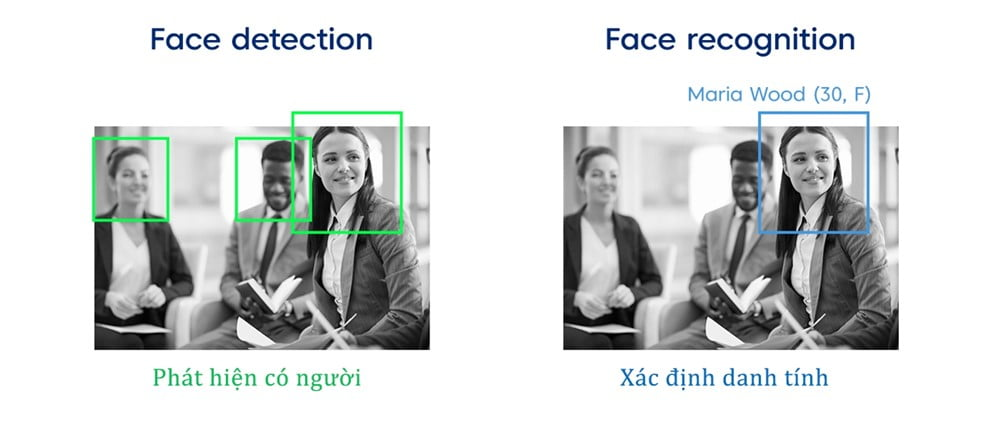 Face detection
Face recognition
Maria Wood (30, F)
Phát hiện có người
Xác định danh tính